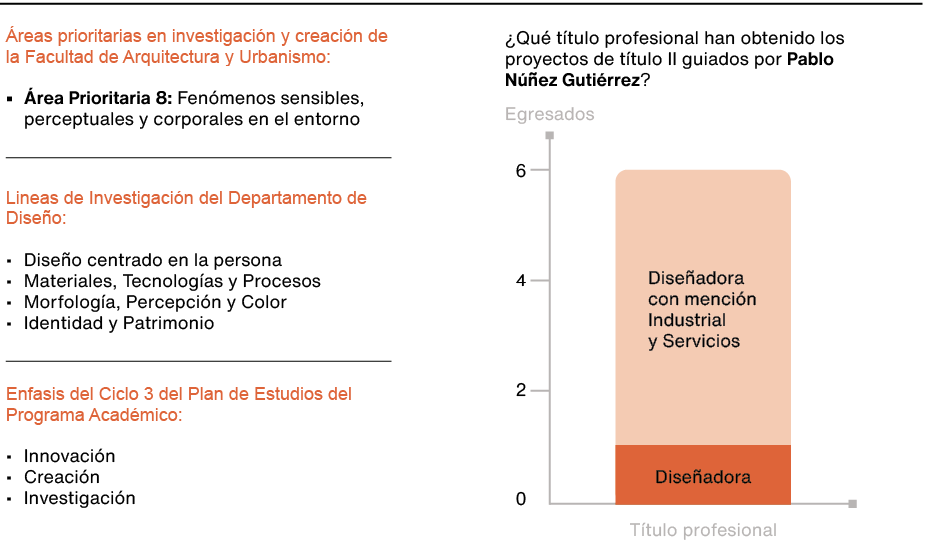 Áreas prioritarias en investigación y creación de
la Facultad de Arquitectura y Urbanismo:
▪ Área Prioritaria 8: Fenómenos sensibles,
perceptuales y corporales en el entorno
Lineas de Investigación del Departamento de
Diseño:
▪ Diseño centrado en la persona
▪ Materiales, Tecnologías y Procesos
▪ Morfología, Percepción y Color
▪ Identidad y Patrimonio
Enfasis del Ciclo 3 del Plan de Estudios del
Programa Académico:
▪ Innovación
▪ Creación
▪ Investigación
¿Qué título profesional han obtenido los
proyectos de título II guiados por Pablo
Núñez Gutiérrez?
Egresados
6
4
2
0
Diseñadora
con mención
Industrial
y Servicios
Diseñadora
Título profesional